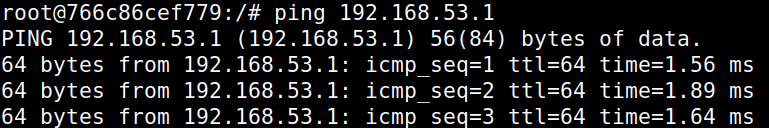 root@766c86cef779:/# ping 192.168.53.1
PING 192.168.53.1 (192.168.53.1) 56(84) bytes of data.
64 bytes from 192.168.53.1: icmp_seq=1 ttl=64 time=1.56 ms
64 bytes from 192.168.53.1: icmp_seq=2 ttl=64 time=1.89 ms
64 bytes from 192.168.53.1: icmp_seq=3 ttl=64 time=1.64 ms